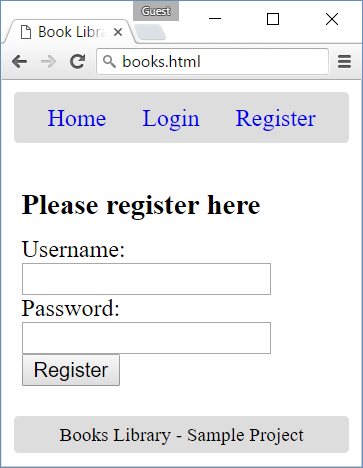 Guest
Book Libra
books.html
Home Login Register
Please register here
Username:
Password:
Register
Books Library - Sample Project